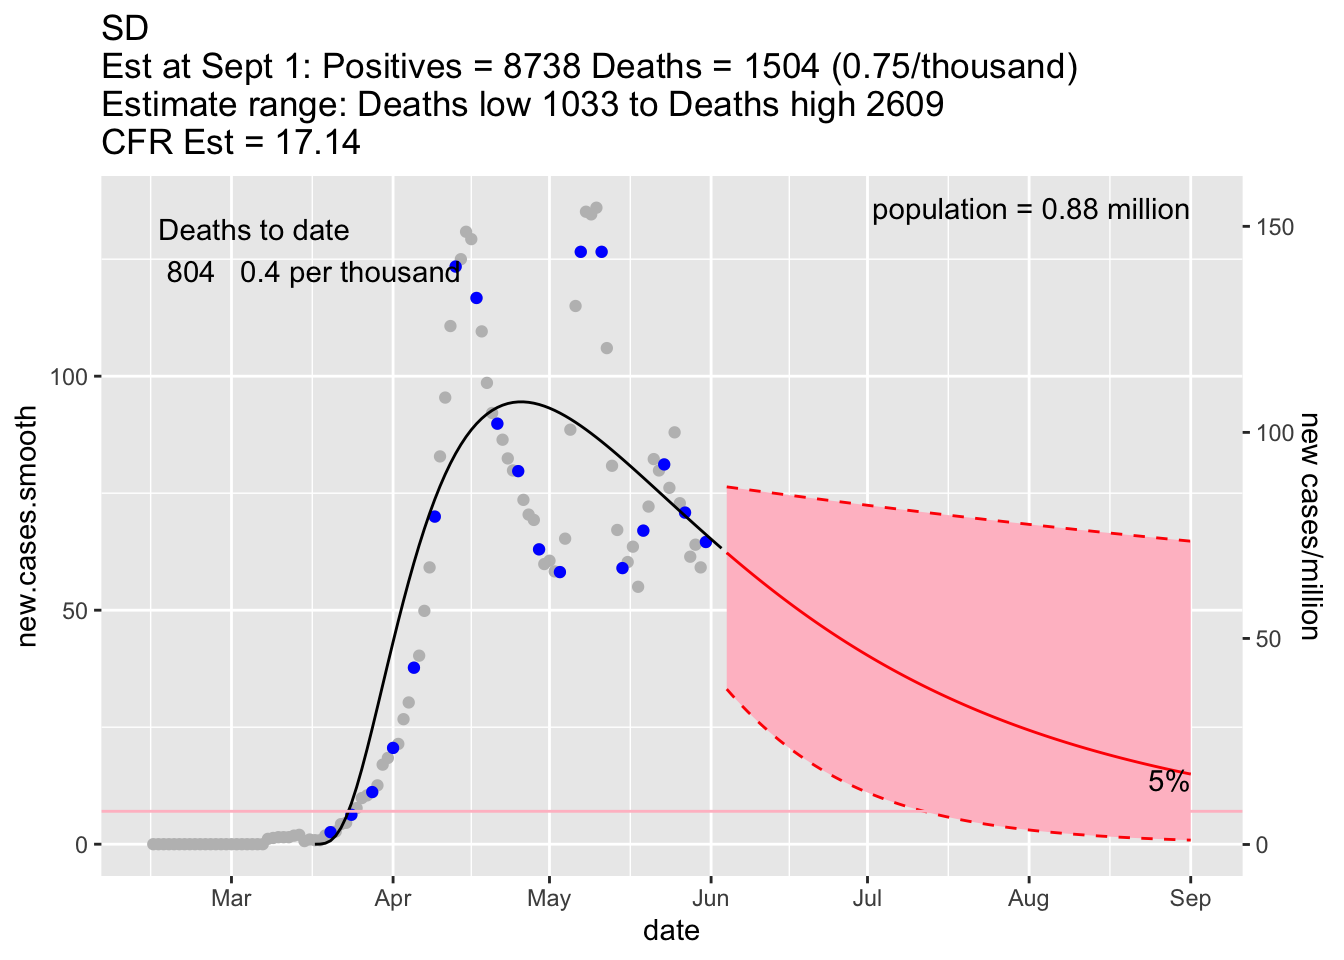 SD
Est at Sept 1: Positives = 8738 Deaths = 1504 (0.75/thousand)
Estimate range: Deaths low 1033 to Deaths high 2609
CFR Est = 17.14
Deaths to date
804 0.4 per thousand
population = 0.88 million
100
50
0
new.cases.smooth
150
100
50
0
new cases/million
5%
Mar Apr May Jun Jul Aug Sep
date